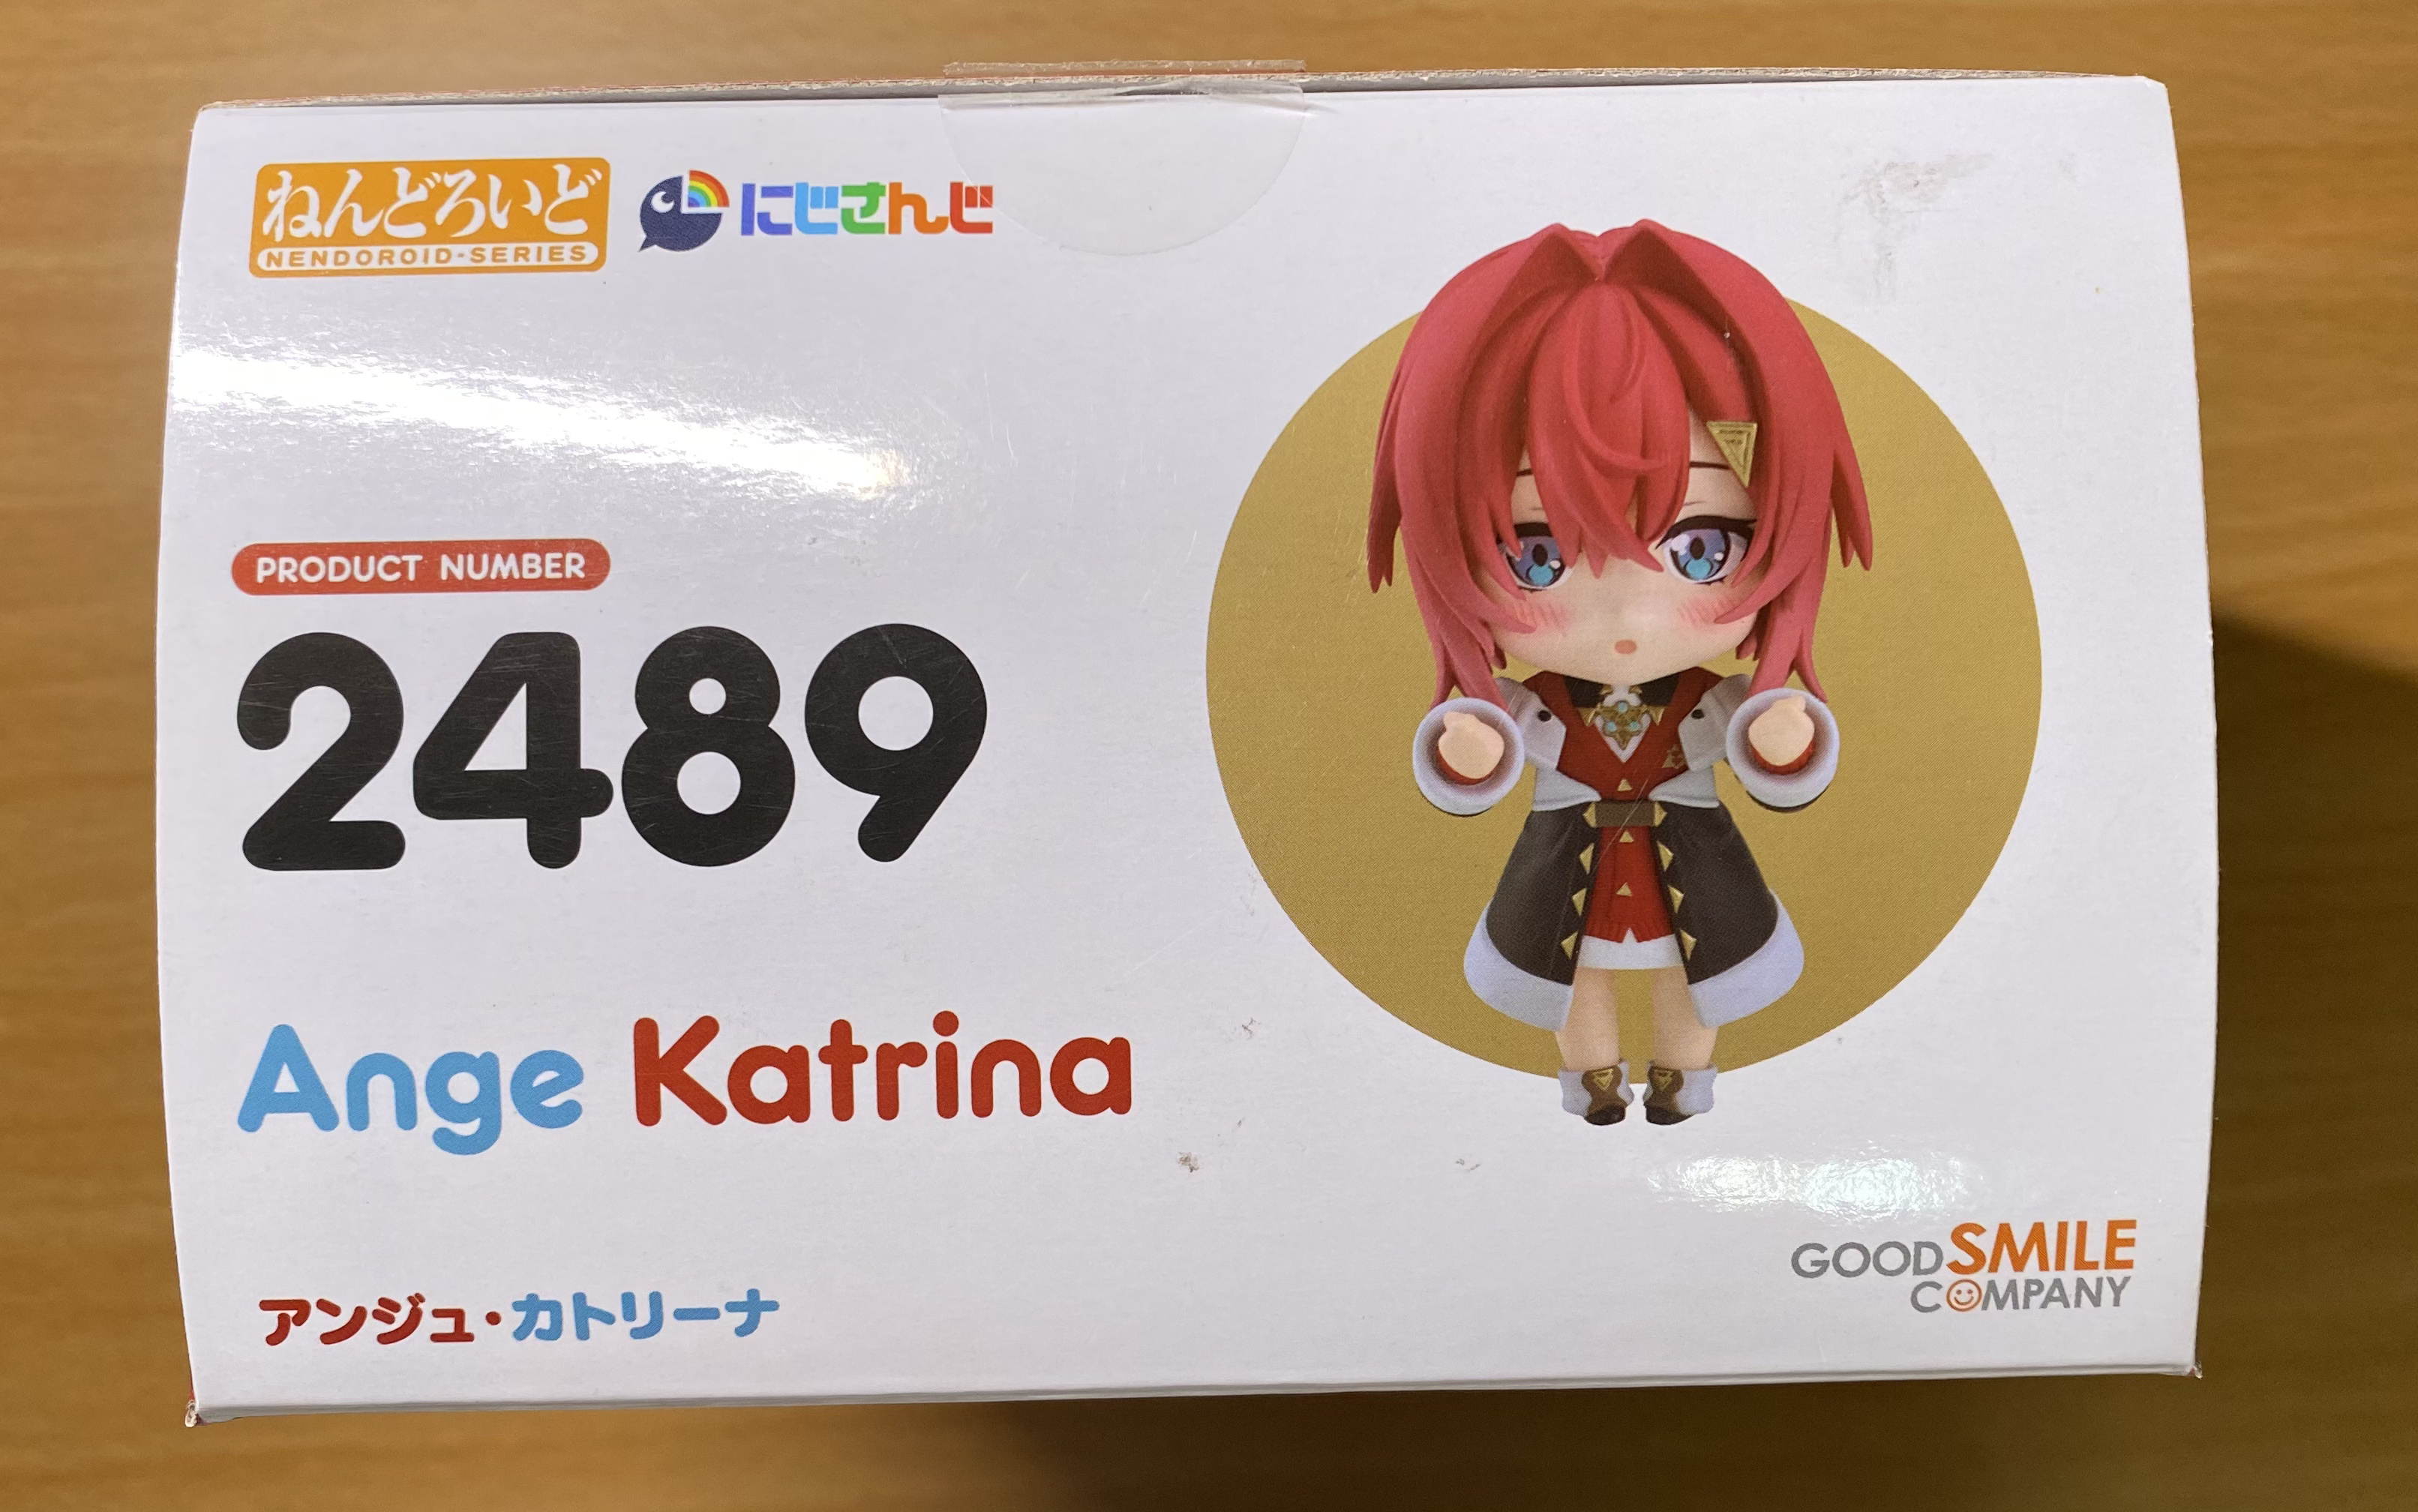 ねんどろいど
NENDOROID-SERIES
にじさんじ
PRODUCT NUMBER
2489
Ange Katrina
アンジュ・カトリーナ
GOOD SMILE
COMPANY